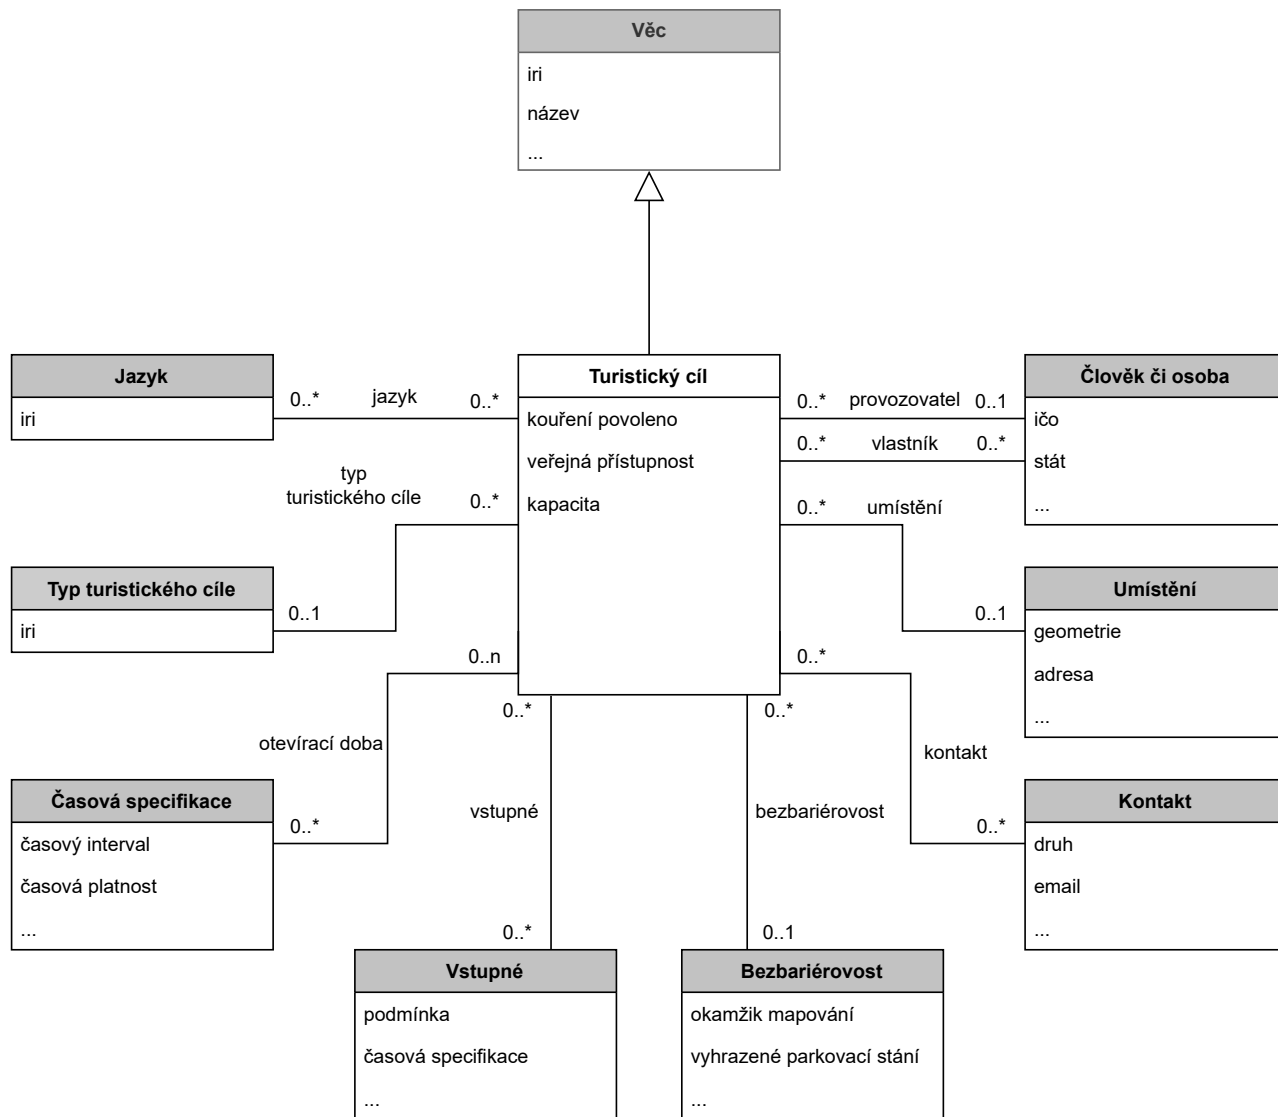 Věc
iri
název
...
Jazyk
iri
0..*
jazyk
0..*
Turistický cíl
kouření povoleno
veřejná přístupnost
kapacita
0..*
provozovatel
0..1
0..*
vlastník
0..*
Člověk či osoba
ičo
stát
...
typ
turistického cíle
0..*
0..*
umístění
Typ turistického cíle
iri
0..1
0..1
Umístění
geometrie
adresa
...
0..n
0..*
0..*
0..*
otevírací doba
kontakt
Časová specifikace
časový interval
časová platnost
...
0..*
vstupné
bezbariérovost
0..*
Kontakt
druh
email
...
0..*
0..1
Vstupné
podmínka
časová specifikace
...
Bezbariérovost
okamžik mapování
vyhrazené parkovací stání
...